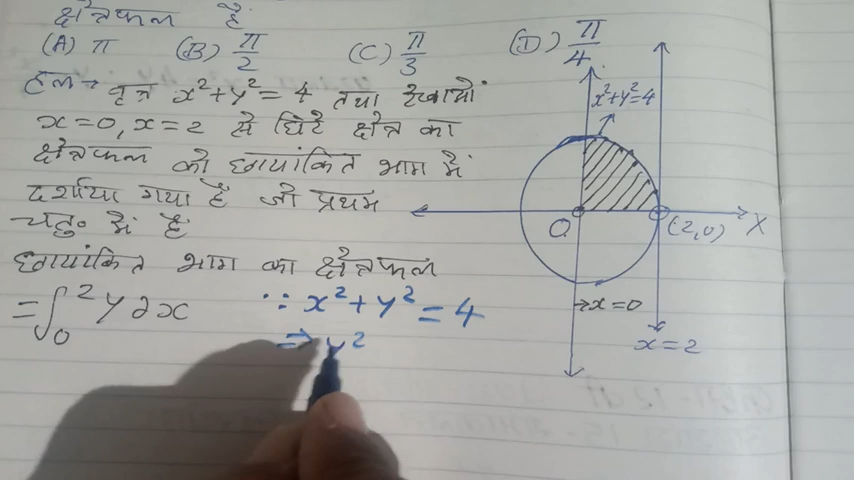 क्षेत्रफल है
(A) π (B) π/2 (C) π/3 (D) π/4
हल→ वृत्त x²+y²=4 तथा रेखाओं
x=0, x=2 से घिरे क्षेत्र का
क्षेत्रफल को छायांकित भाग में
दर्शाया गया है जो प्रथम
चतु० में है
छायांकित भाग का क्षेत्रफल
=∫₀² y dx ∵ x²+y²=4
⇒ y²
x²+y²=4
O (2,0) X
→x=0
x=2